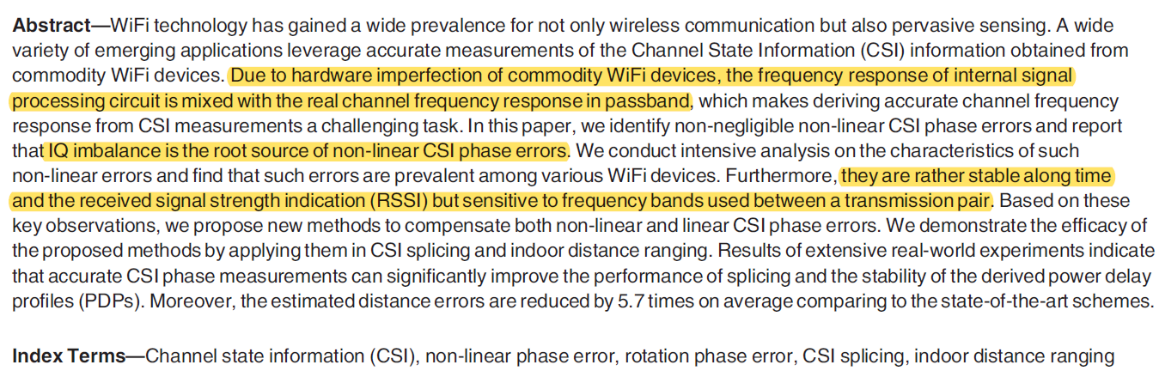 Abstract—WiFi technology has gained a wide prevalence for not only wireless communication but also pervasive sensing. A wide
variety of emerging applications leverage accurate measurements of the Channel State Information (CSI) information obtained from
commodity WiFi devices. Due to hardware imperfection of commodity WiFi devices, the frequency response of internal signal
processing circuit is mixed with the real channel frequency response in passband, which makes deriving accurate channel frequency
response from CSI measurements a challenging task. In this paper, we identify non-negligible non-linear CSI phase errors and report
that IQ imbalance is the root source of non-linear CSI phase errors. We conduct intensive analysis on the characteristics of such
non-linear errors and find that such errors are prevalent among various WiFi devices. Furthermore, they are rather stable along time
and the received signal strength indication (RSSI) but sensitive to frequency bands used between a transmission pair. Based on these
key observations, we propose new methods to compensate both non-linear and linear CSI phase errors. We demonstrate the efficacy of
the proposed methods by applying them in CSI splicing and indoor distance ranging. Results of extensive real-world experiments indicate
that accurate CSI phase measurements can significantly improve the performance of splicing and the stability of the derived power delay
profiles (PDPs). Moreover, the estimated distance errors are reduced by 5.7 times on average comparing to the state-of-the-art schemes.
Index Terms—Channel state information (CSI), non-linear phase error, rotation phase error, CSI splicing, indoor distance ranging